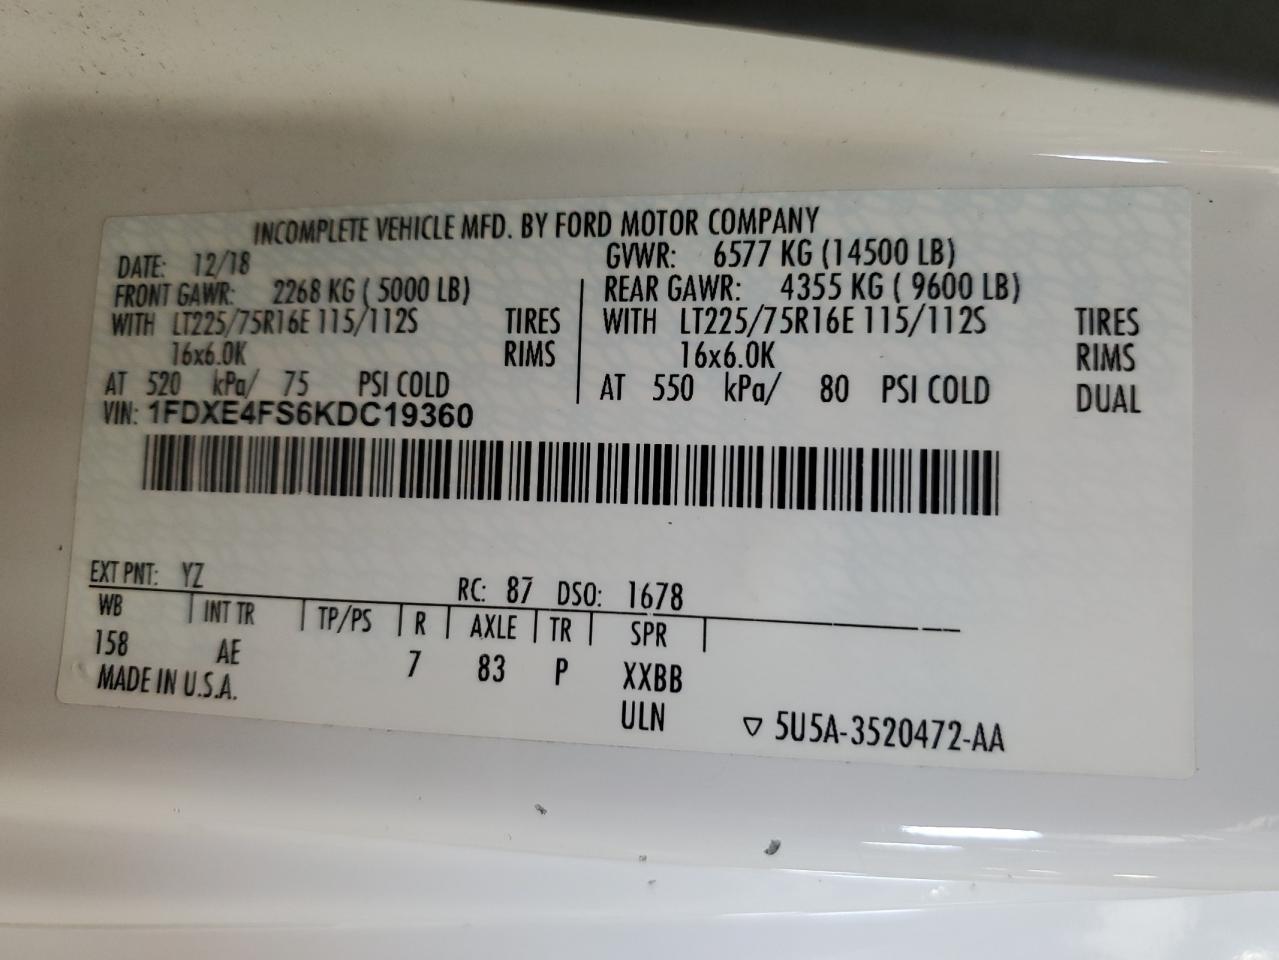 INCOMPLETE VEHICLE MFD. BY FORD MOTOR COMPANY
DATE: 12/18 GVWR: 6577 KG (14500 LB)
FRONT GAWR: 2268 KG ( 5000 LB) REAR GAWR: 4355 KG ( 9600 LB)
WITH LT225/75R16E 115/112S TIRES WITH LT225/75R16E 115/112S TIRES
16x6.0K RIMS 16x6.0K RIMS
AT 520 kPa/ 75 PSI COLD AT 550 kPa/ 80 PSI COLD DUAL
VIN: 1FDXE4FS6KDC19360
EXT PNT: YZ RC: 87 DSO: 1678
WB INT TR TP/PS R AXLE TR SPR
158 AE 7 83 P XXBB
MADE IN U.S.A. ULN ▽ 5U5A-3520472-AA